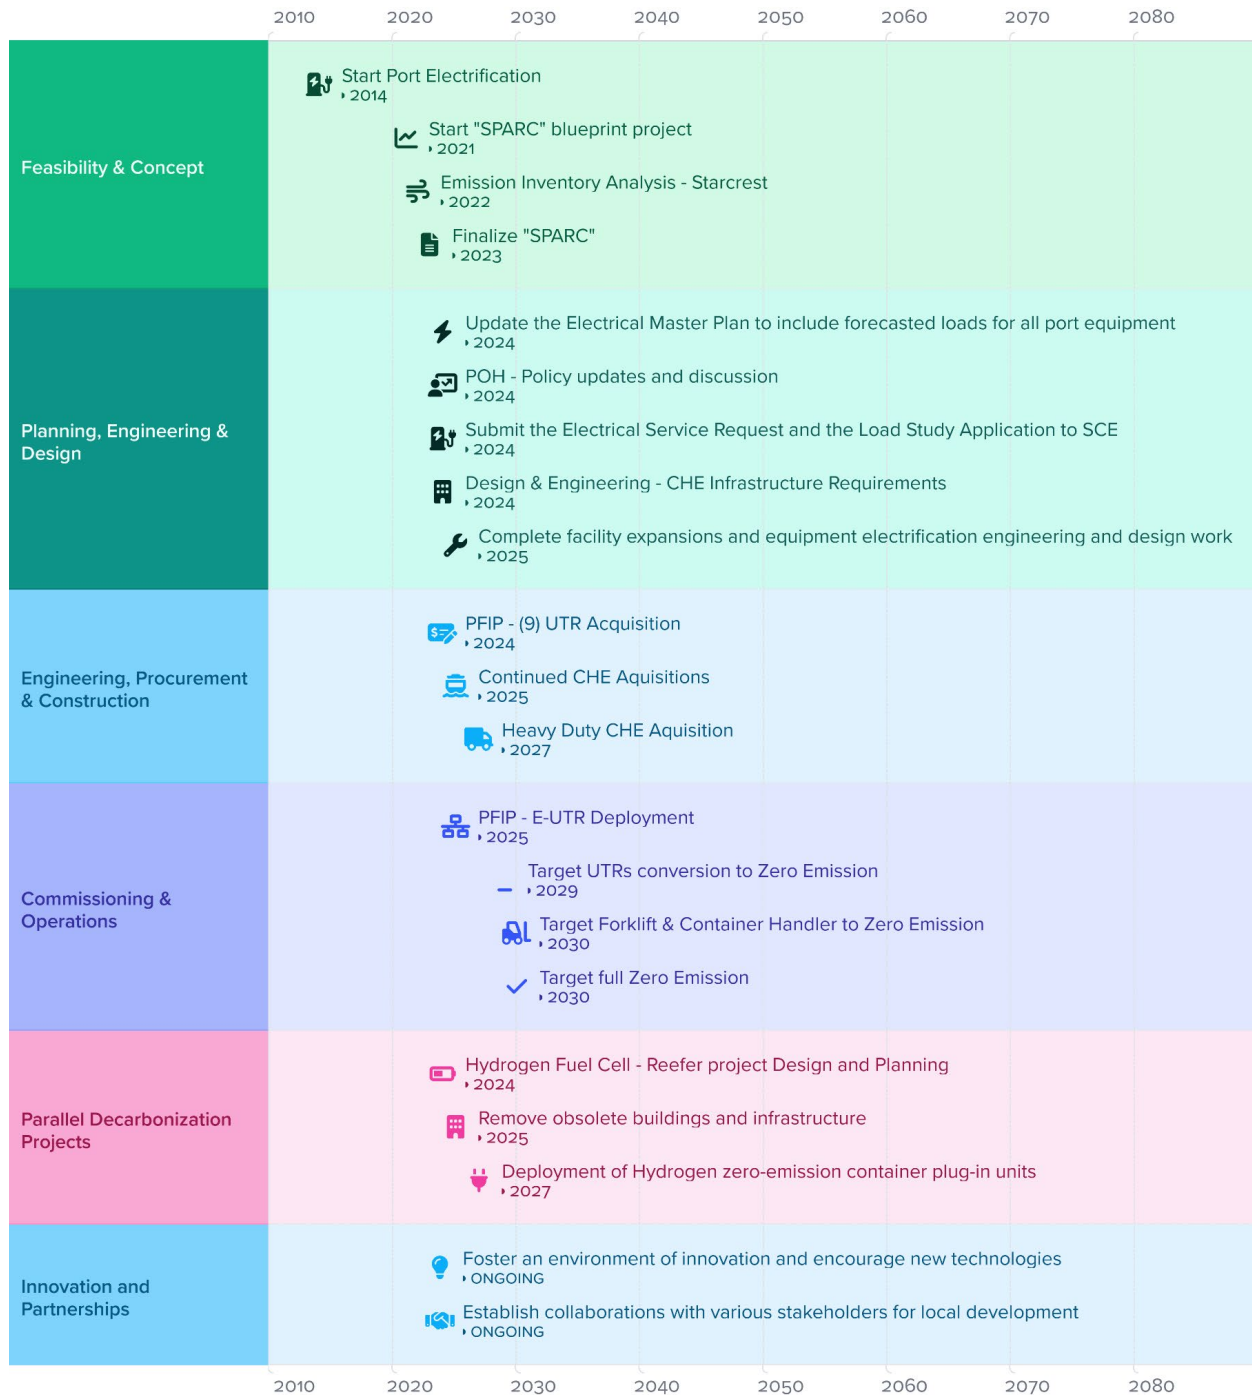 2010 2020 2030 2040 2050 2060 2070 2080
Feasibility & Concept
Start Port Electrification
2014
Start "SPARC" blueprint project
2021
Emission Inventory Analysis - Starcrest
2022
Finalize "SPARC"
2023
Planning, Engineering &
Design
Update the Electrical Master Plan to include forecasted loads for all port equipment
2024
POH - Policy updates and discussion
2024
Submit the Electrical Service Request and the Load Study Application to SCE
2024
Design & Engineering - CHE Infrastructure Requirements
2024
Complete facility expansions and equipment electrification engineering and design work
2025
Engineering, Procurement
& Construction
PFIP - (9) UTR Acquisition
2024
Continued CHE Aquisitions
2025
Heavy Duty CHE Aquisition
2027
Commissioning &
Operations
PFIP - E-UTR Deployment
2025
Target UTRs conversion to Zero Emission
2029
Target Forklift & Container Handler to Zero Emission
2030
Target full Zero Emission
2030
Parallel Decarbonization
Projects
Hydrogen Fuel Cell - Reefer project Design and Planning
2024
Remove obsolete buildings and infrastructure
2025
Deployment of Hydrogen zero-emission container plug-in units
2027
Innovation and
Partnerships
Foster an environment of innovation and encourage new technologies
ONGOING
Establish collaborations with various stakeholders for local development
ONGOING
2010 2020 2030 2040 2050 2060 2070 2080